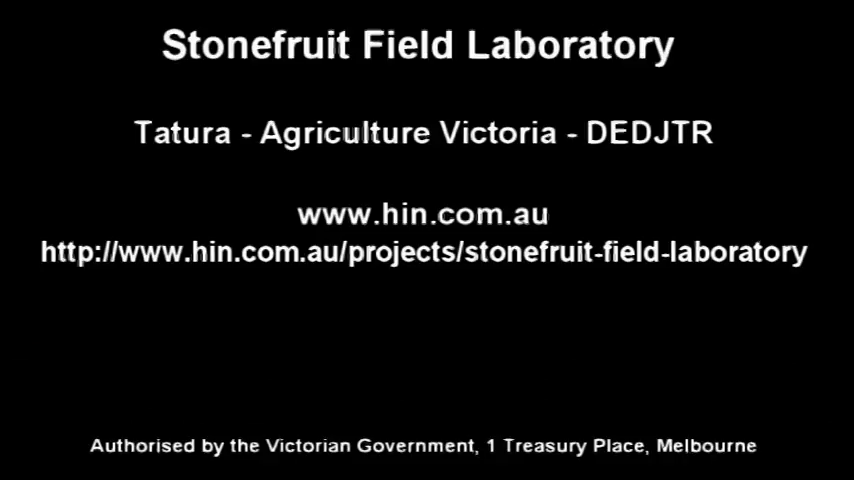 Stonefruit Field Laboratory
Tatura - Agriculture Victoria - DEDJTR
www.hin.com.au
http://www.hin.com.au/projects/stonefruit-field-laboratory
Authorised by the Victorian Government, 1 Treasury Place, Melbourne